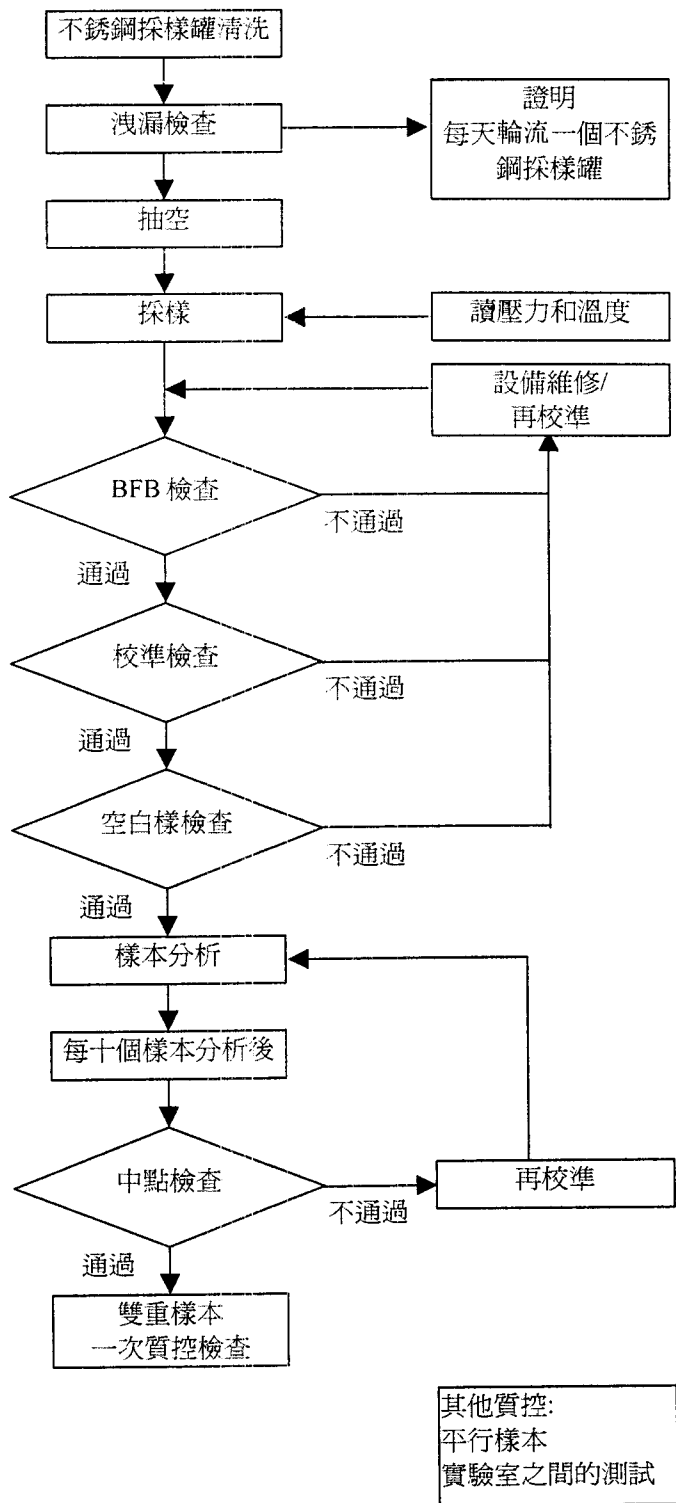 不銹鋼採樣罐清洗
洩漏檢查
證明
每天輪流一個不銹
鋼採樣罐
抽空
採樣
讀壓力和溫度
設備維修/
再校準
BFB 檢查
不通過
通過
校準檢查
不通過
通過
空白樣檢查
不通過
通過
樣本分析
每十個樣本分析後
中點檢查
再校準
不通過
通過
雙重樣本
一次質控檢查
其他質控:
平行樣本
實驗室之間的測試